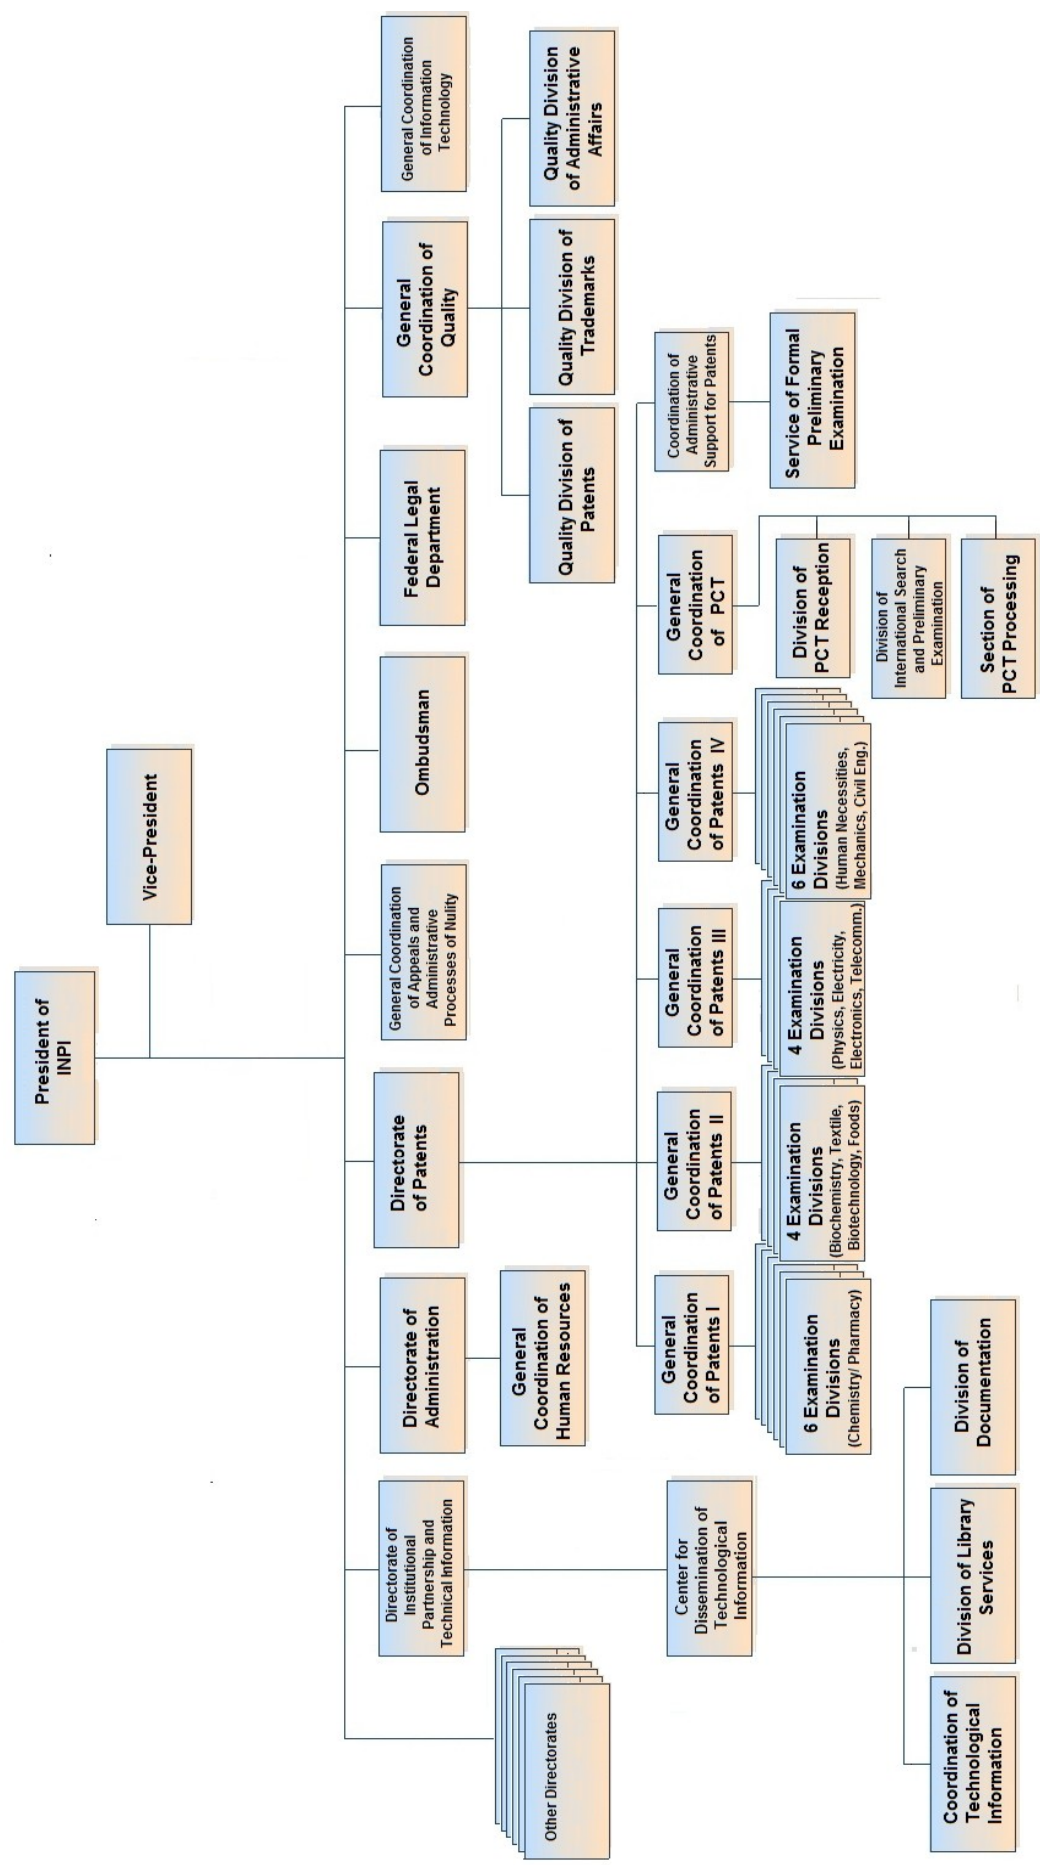 President of
INPI
Vice-President
Other Directorates
Directorate of
Institutional
Partnership and
Technical Information
Directorate of
Administration
Directorate
of Patents
General Coordination
of Appeals and
Administrative
Processes of Nulity
Ombudsman
Federal Legal
Department
General
Coordination of
Quality
General Coordination
of Information
Technology
General
Coordination of
Human Resources
Quality Division of
Patents
Quality Division of
Trademarks
Quality Division
of Administrative
Affairs
Center for
Dissemination of
Technological
Information
General
Coordination
of Patents I
General
Coordination
of Patents II
General
Coordination
of Patents III
General
Coordination
of Patents IV
General
Coordination
of PCT
Coordination of
Administrative
Support for Patents
6 Examination
Divisions
(Chemistry/ Pharmacy)
4 Examination
Divisions
(Biochemistry, Textile,
Biotechnology, Foods)
4 Examination
Divisions
(Physics, Electricity,
Electronics, Telecomm.)
6 Examination
Divisions
(Human Necessities,
Mechanics, Civil Eng.)
Division of
PCT Reception
Division of
International Search
and Preliminary
Examination
Section of
PCT Processing
Service of Formal
Preliminary
Examination
Coordination of
Technological
Information
Division of Library
Services
Division of
Documentation